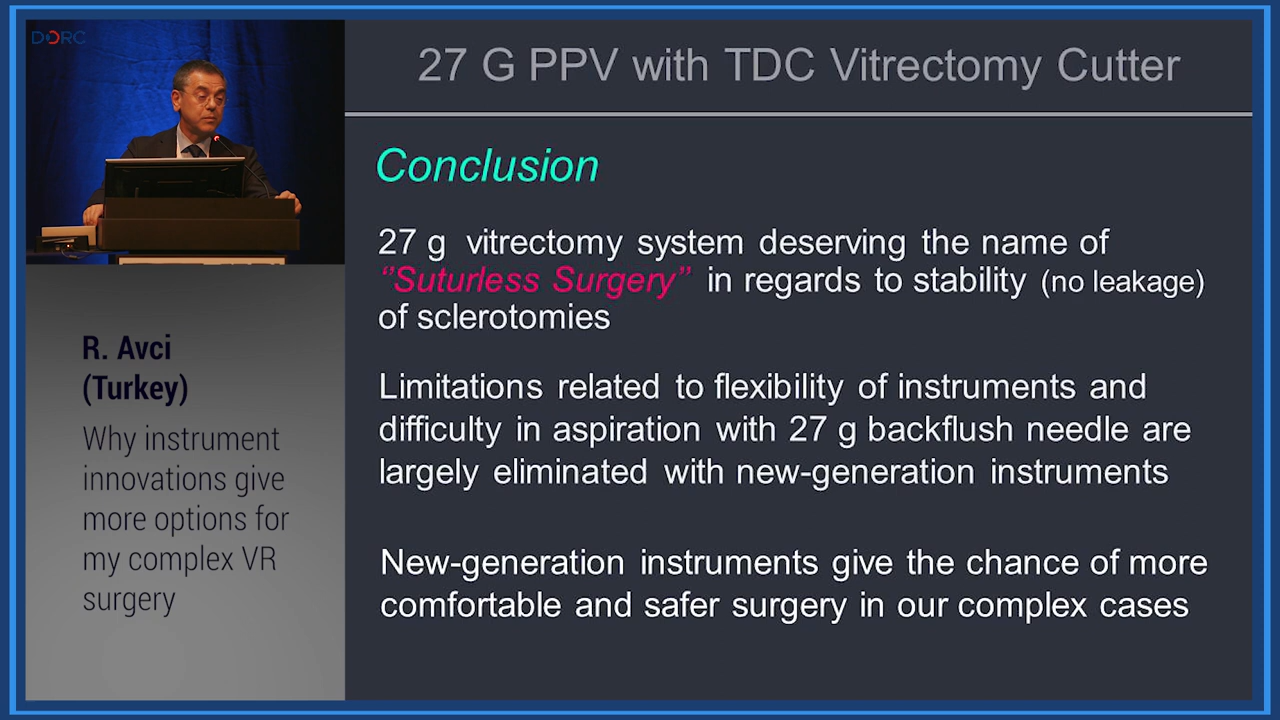 DORC
27 G PPV with TDC Vitrectomy Cutter
Conclusion
27 g vitrectomy system deserving the name of
‘‘Suturless Surgery’’ in regards to stability (no leakage)
of sclerotomies
Limitations related to flexibility of instruments and
difficulty in aspiration with 27 g backflush needle are
largely eliminated with new-generation instruments
New-generation instruments give the chance of more
comfortable and safer surgery in our complex cases
R. Avci
(Turkey)
Why instrument
innovations give
more options for
my complex VR
surgery